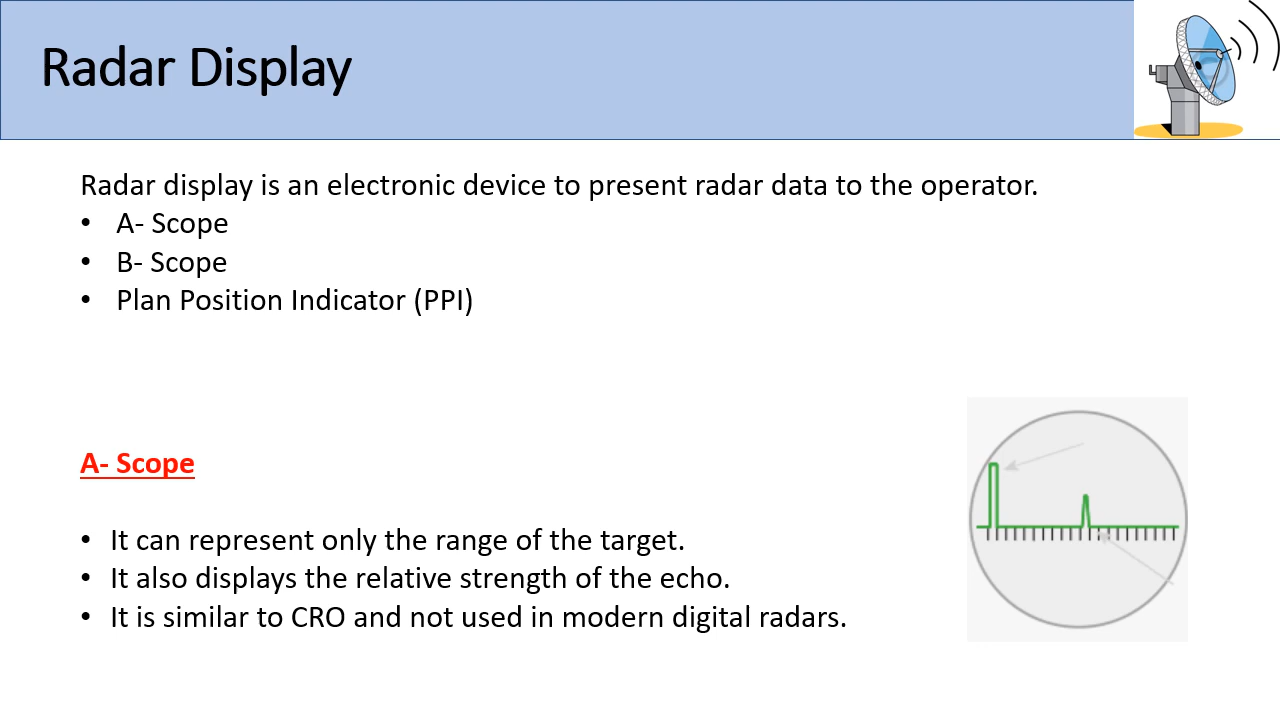 Radar Display
Radar display is an electronic device to present radar data to the operator.
• A- Scope
• B- Scope
• Plan Position Indicator (PPI)
A- Scope
• It can represent only the range of the target.
• It also displays the relative strength of the echo.
• It is similar to CRO and not used in modern digital radars.